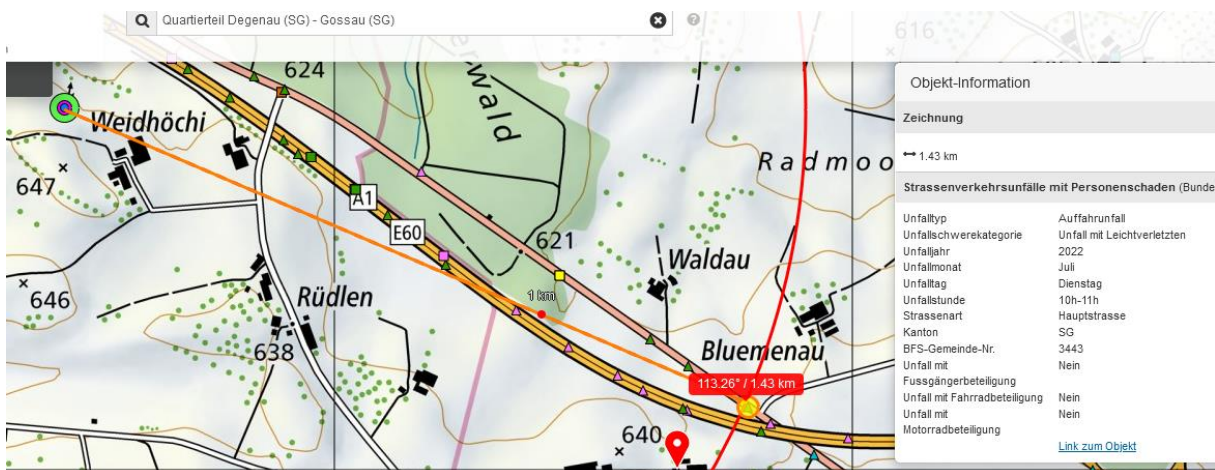 Quartierteil Degenau (SG) - Gossau (SG)
616
624
Weidhöchi
erwald
Radmoo
647
A1
E60
621
Waldau
646
Rüdlen
1 km
638
Bluemenau
113.26° / 1.43 km
640
Objekt-Information
Zeichnung
1.43 km
Strassenverkehrsunfälle mit Personenschaden (Bunde
Unfalltyp Auffahrunfall
Unfallschwerekategorie Unfall mit Leichtverletzten
Unfalljahr 2022
Unfallmonat Juli
Unfalltag Dienstag
Unfallstunde 10h-11h
Strassenart Hauptstrasse
Kanton SG
BFS-Gemeinde-Nr. 3443
Unfall mit Nein
Fussgängerbeteiligung
Unfall mit Fahrradbeteiligung Nein
Unfall mit Nein
Motorradbeteiligung
Link zum Objekt